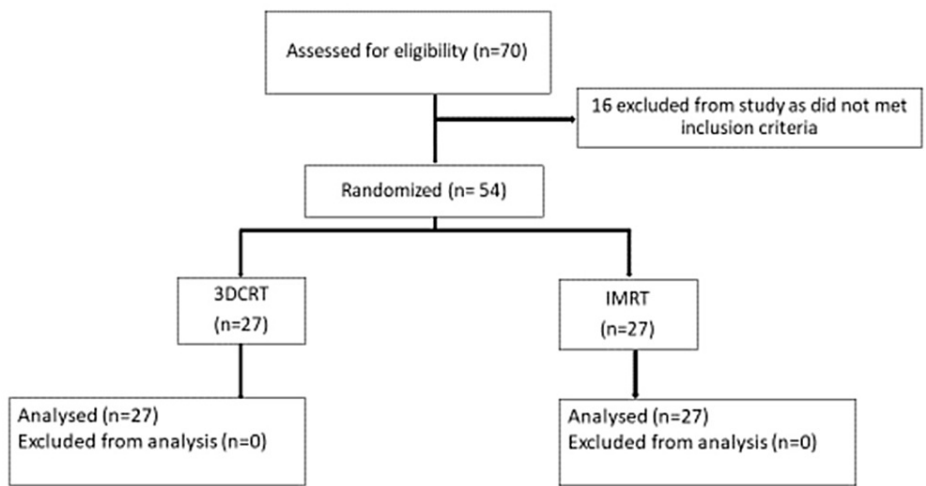 Assessed for eligibility (n=70)
16 excluded from study as did not met
inclusion criteria
Randomized (n= 54)
3DCRT
(n=27)
IMRT
(n=27)
Analysed (n=27)
Excluded from analysis (n=0)
Analysed (n=27)
Excluded from analysis (n=0)